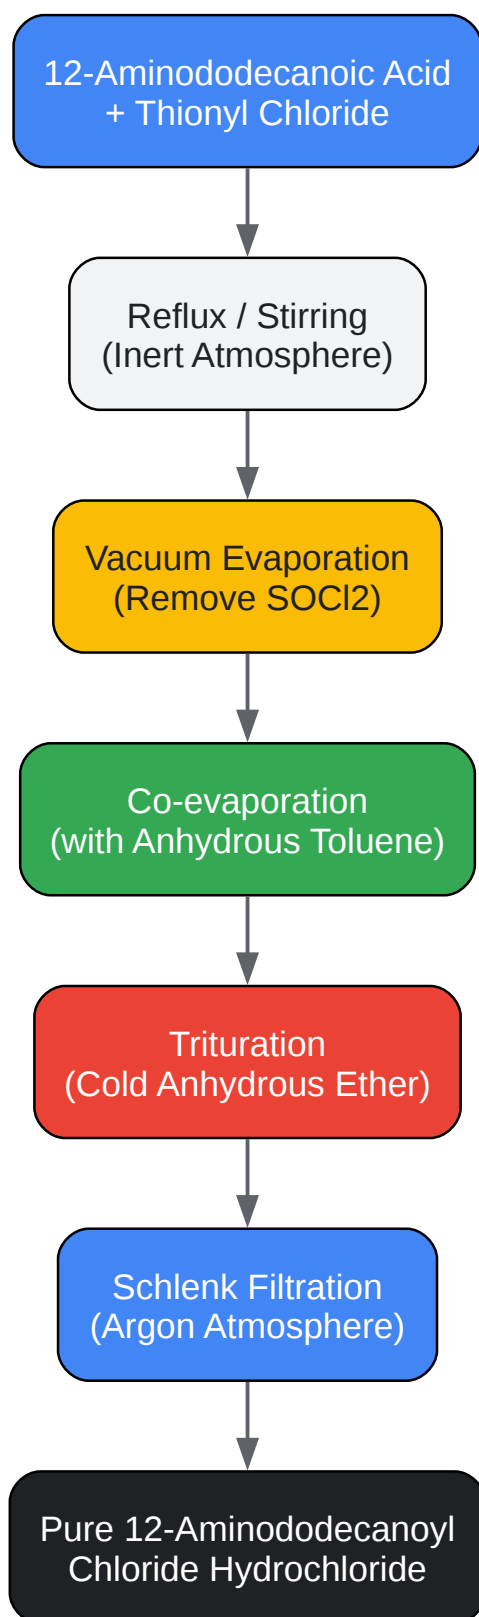 12-Aminododecanoic Acid
+ Thionyl Chloride
Reflux / Stirring
(Inert Atmosphere)
Vacuum Evaporation
(Remove SOCl2)
Co-evaporation
(with Anhydrous Toluene)
Trituration
(Cold Anhydrous Ether)
Schlenk Filtration
(Argon Atmosphere)
Pure 12-Aminododecanoyl
Chloride Hydrochloride